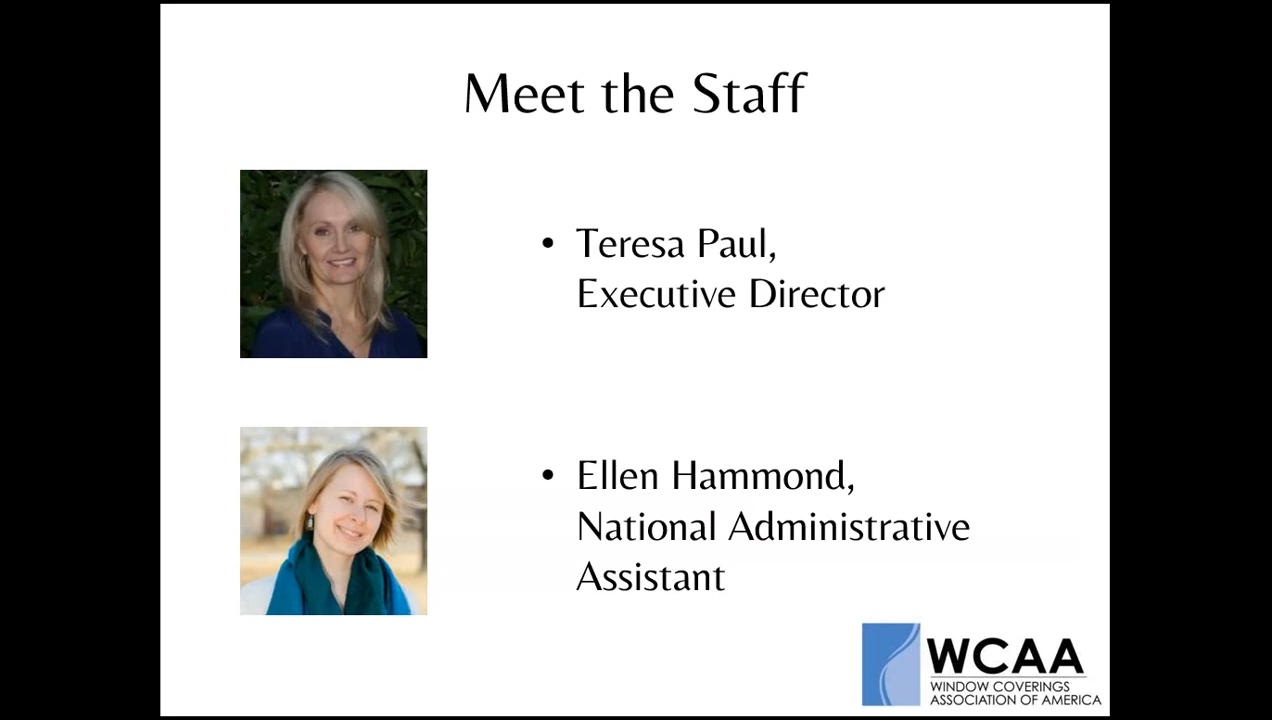 Meet the Staff
• Teresa Paul,
Executive Director
• Ellen Hammond,
National Administrative
Assistant
WCAA
WINDOW COVERINGS
ASSOCIATION OF AMERICA